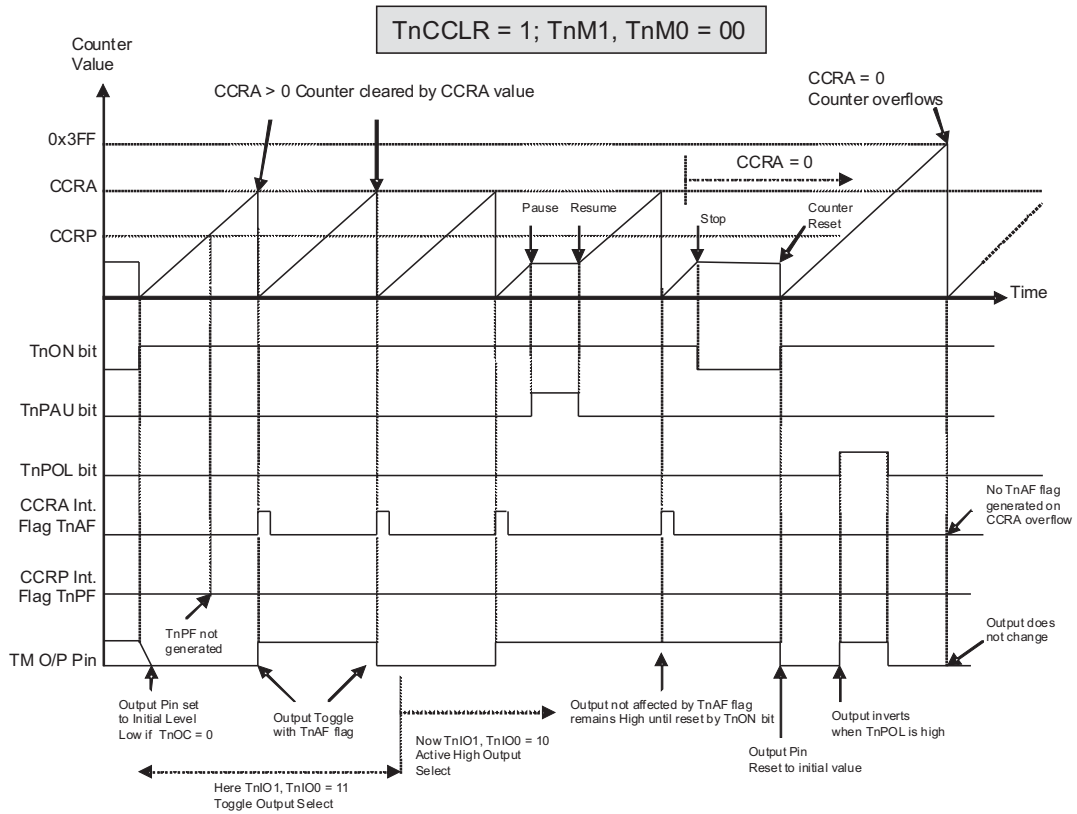 TnCCLR = 1; TnM1, TnM0 = 00
Counter
Value
CCRA > 0 Counter cleared by CCRA value
CCRA = 0
Counter overflows
0x3FF
CCRA = 0
CCRA
Pause
Resume
Stop
Counter
Reset
CCRP
Time
TnON bit
TnPAU bit
TnPOL bit
No TnAF flag
generated on
CCRA overflow
CCRA Int.
Flag TnAF
CCRP Int.
Flag TnPF
TnPF not
generated
Output does
not change
TM O/P Pin
Output Pin set
to Initial Level
Low if TnOC = 0
Output Toggle
with TnAF flag
Output not affected by TnAF flag
remains High until reset by TnON bit
Output inverts
when TnPOL is high
Now TnIO1, TnIO0 = 10
Active High Output
Select
Output Pin
Reset to initial value
Here TnIO1, TnIO0 = 11
Toggle Output Select